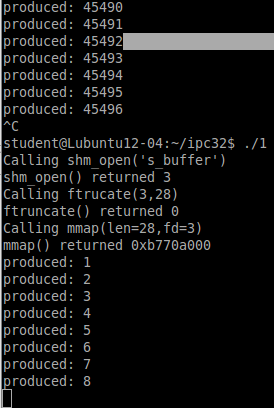 produced: 45490
produced: 45491
produced: 45492
produced: 45493
produced: 45494
produced: 45495
produced: 45496
^C
student@Lubuntu12-04:~/ipc32$ ./1
Calling shm_open('s_buffer')
shm_open() returned 3
Calling ftrucate(3,28)
ftruncate() returned 0
Calling mmap(len=28,fd=3)
mmap() returned 0xb770a000
produced: 1
produced: 2
produced: 3
produced: 4
produced: 5
produced: 6
produced: 7
produced: 8